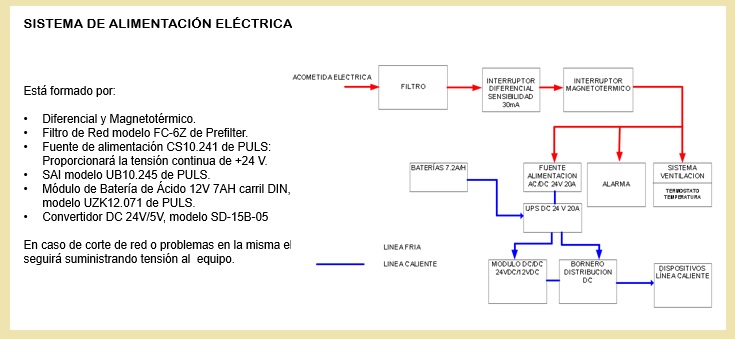 SISTEMA DE ALIMENTACIÓN ELÉCTRICA
Está formado por:
• Diferencial y Magnetotérmico.
• Filtro de Red modelo FC-6Z de Prefilter.
• Fuente de alimentación CS10.241 de PULS:
Proporcionará la tensión continua de +24 V.
• SAI modelo UB10.245 de PULS.
• Módulo de Batería de Ácido 12V 7AH carril DIN,
modelo UZK12.071 de PULS.
• Convertidor DC 24V/5V, modelo SD-15B-05
En caso de corte de red o problemas en la misma el
seguirá suministrando tensión al equipo.
ACOMETIDA ELECTRICA
FILTRO
INTERRUPTOR
DIFERENCIAL
SENSIBILIDAD
30mA
INTERRUPTOR
MAGNETOTERMICO
BATERÍAS 7.2A/H
FUENTE
ALIMENTACION
AC/DC 24V 20A
ALARMA
SISTEMA
VENTILACION
TERMOSTATO
TEMPERATURA
UPS DC 24 V 20A
LINEA FRIA
LINEA CALIENTE
MODULO DC/DC
24VDC/12VDC
BORNERO
DISTRIBUCION
DC
DISPOSITIVOS
LÍNEA CALIENTE